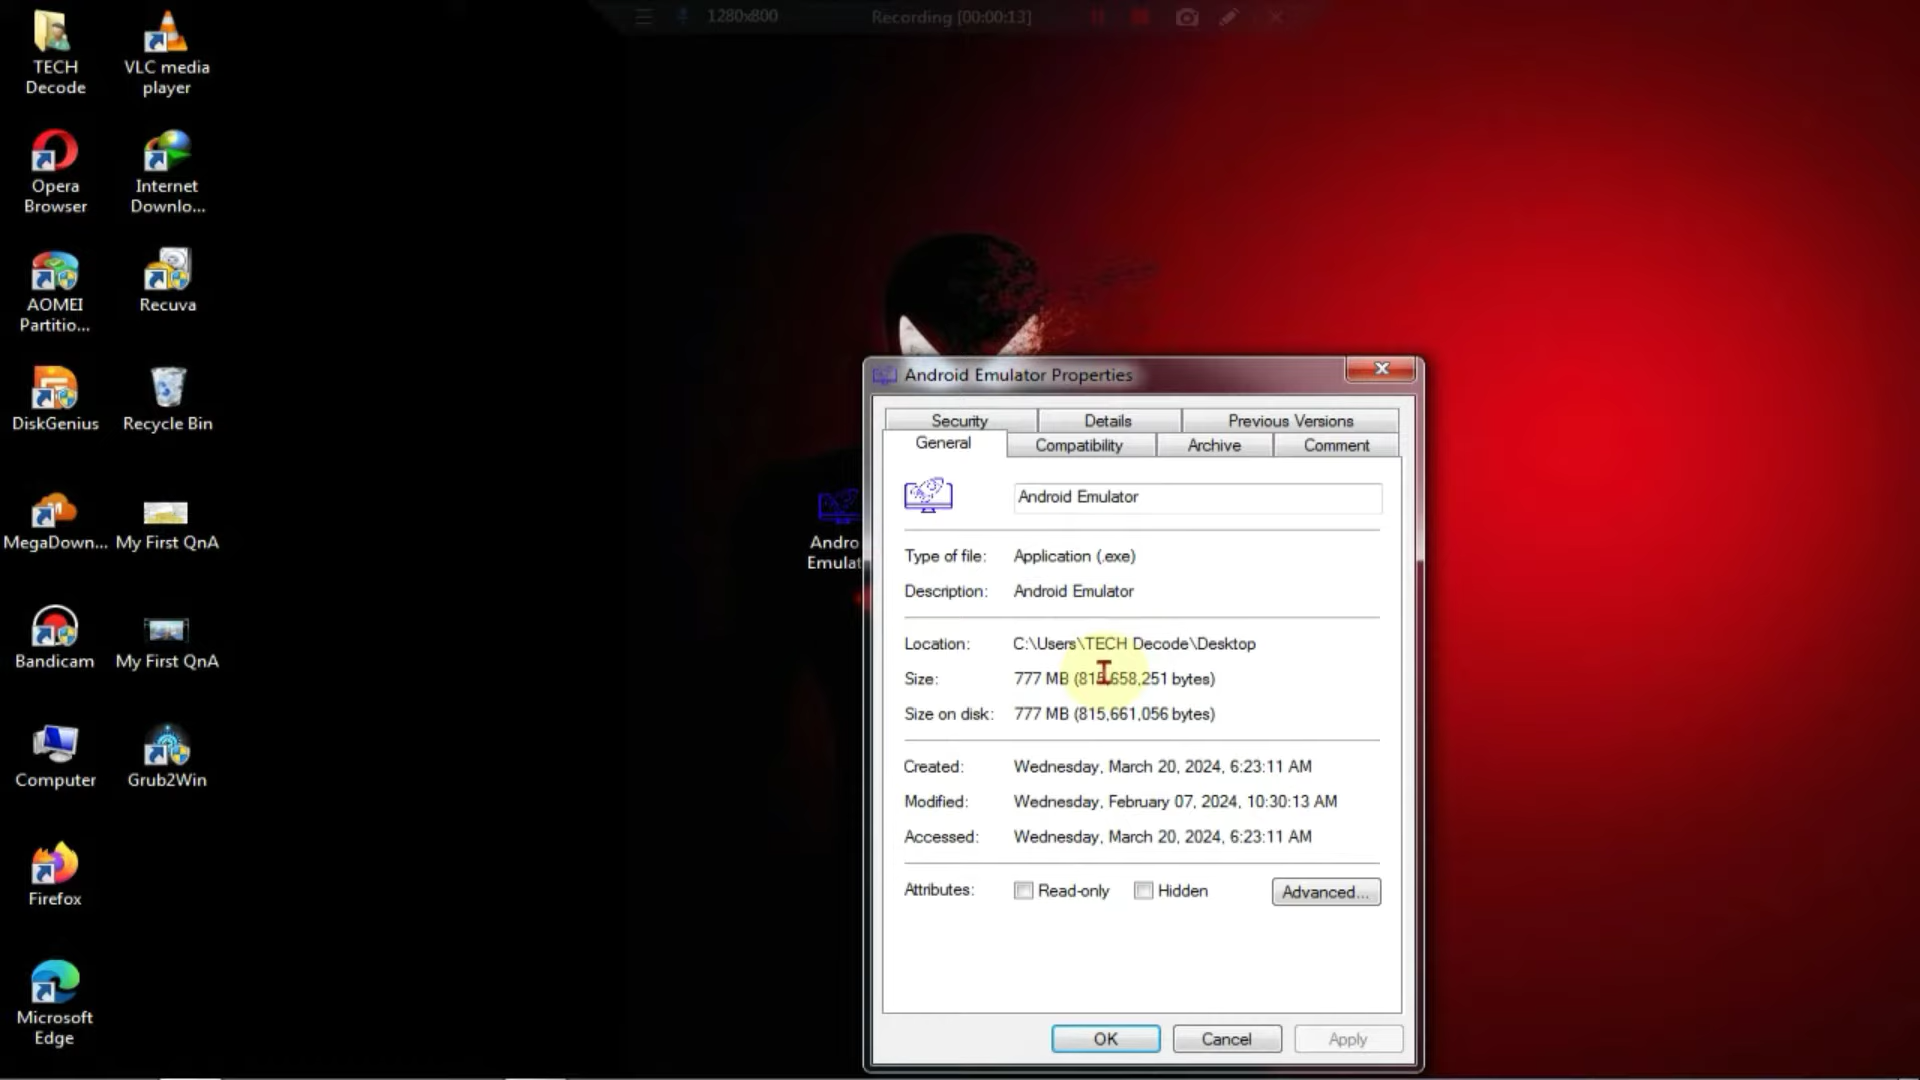 1280x800
Recording [00:00:13]
TECH
Decode
VLC media
player
Opera
Browser
Internet
Downlo...
AOMEI
Partitio...
Recuva
DiskGenius
Recycle Bin
MegaDown...
My First QnA
Bandicam
My First QnA
Computer
Grub2Win
Firefox
Microsoft
Edge
Andro
Emulat
Android Emulator Properties
Security
Details
Previous Versions
General
Compatibility
Archive
Comment
Android Emulator
Type of file: Application (.exe)
Description: Android Emulator
Location: C:\Users\TECH Decode\Desktop
Size: 777 MB (815,658,251 bytes)
Size on disk: 777 MB (815,661,056 bytes)
Created: Wednesday, March 20, 2024, 6:23:11 AM
Modified: Wednesday, February 07, 2024, 10:30:13 AM
Accessed: Wednesday, March 20, 2024, 6:23:11 AM
Attributes: Read-only Hidden Advanced...
OK
Cancel
Apply